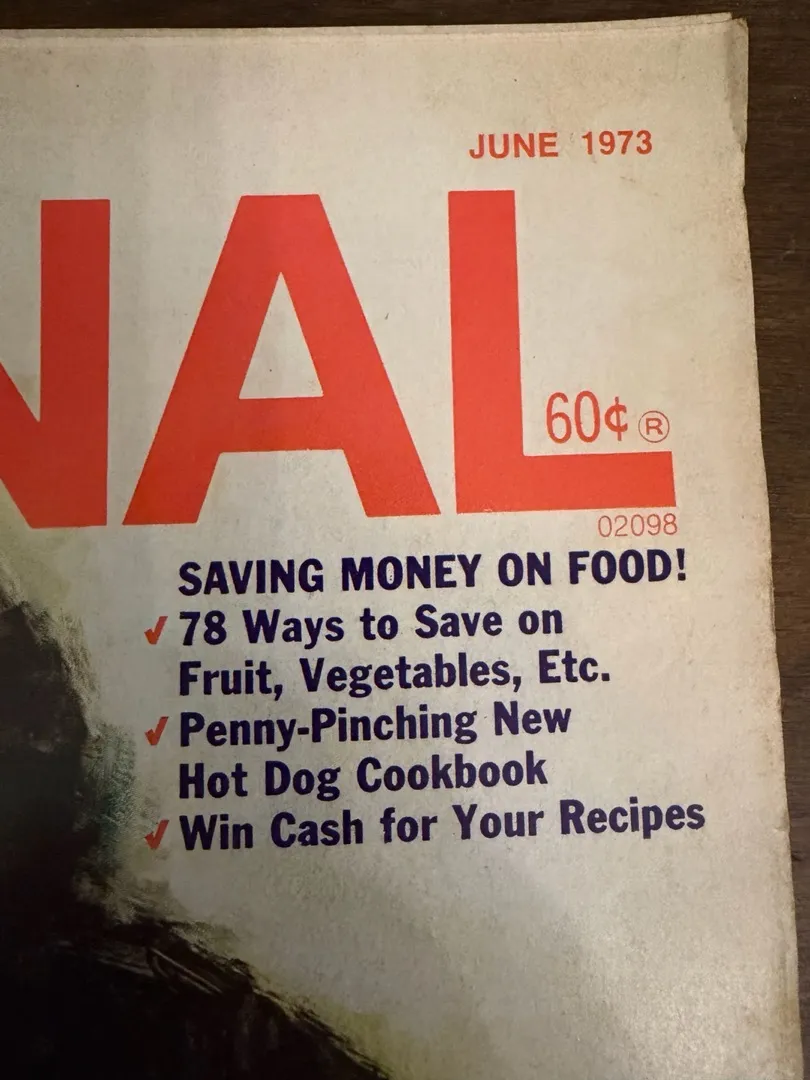 JUNE 1973
NAL
60¢ ®
02098
SAVING MONEY ON FOOD!
✓ 78 Ways to Save on
Fruit, Vegetables, Etc.
✓ Penny-Pinching New
Hot Dog Cookbook
✓ Win Cash for Your Recipes